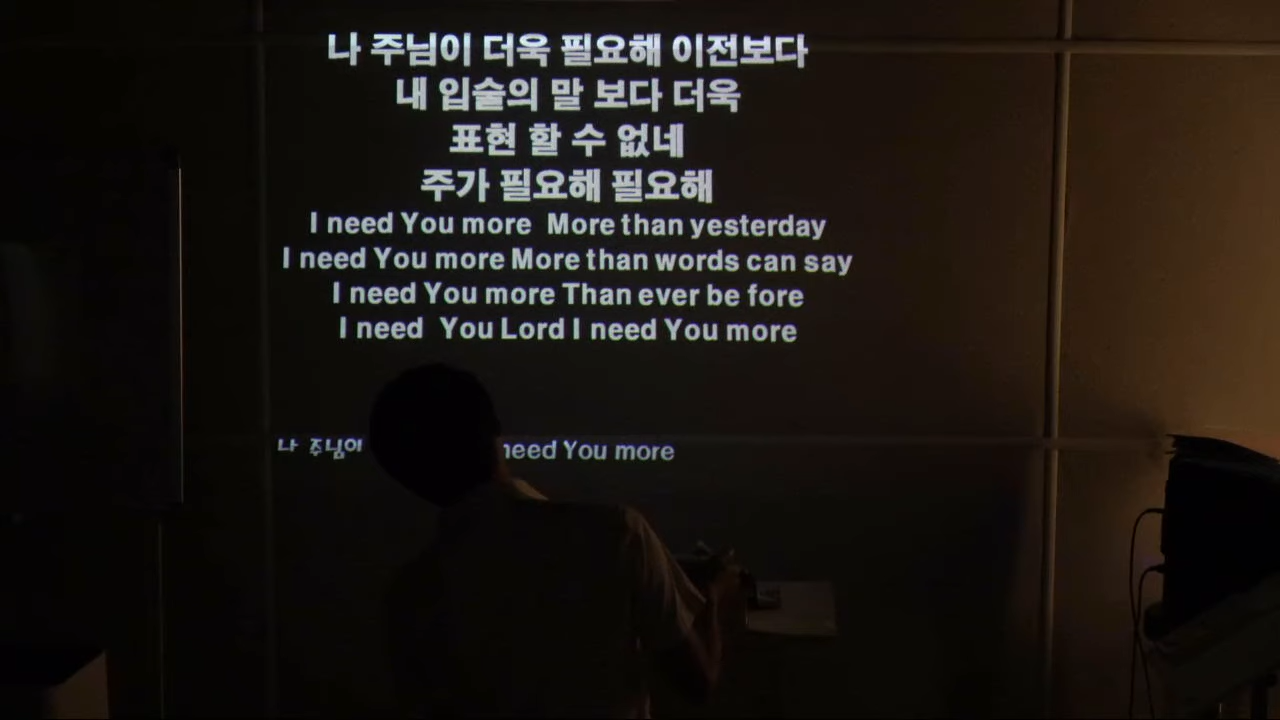 나 주님이 더욱 필요해 이전보다
내 입술의 말 보다 더욱
표현 할 수 없네
주가 필요해 필요해
I need You more More than yesterday
I need You more More than words can say
I need You more Than ever be fore
I need You Lord I need You more
나 주님이 need You more